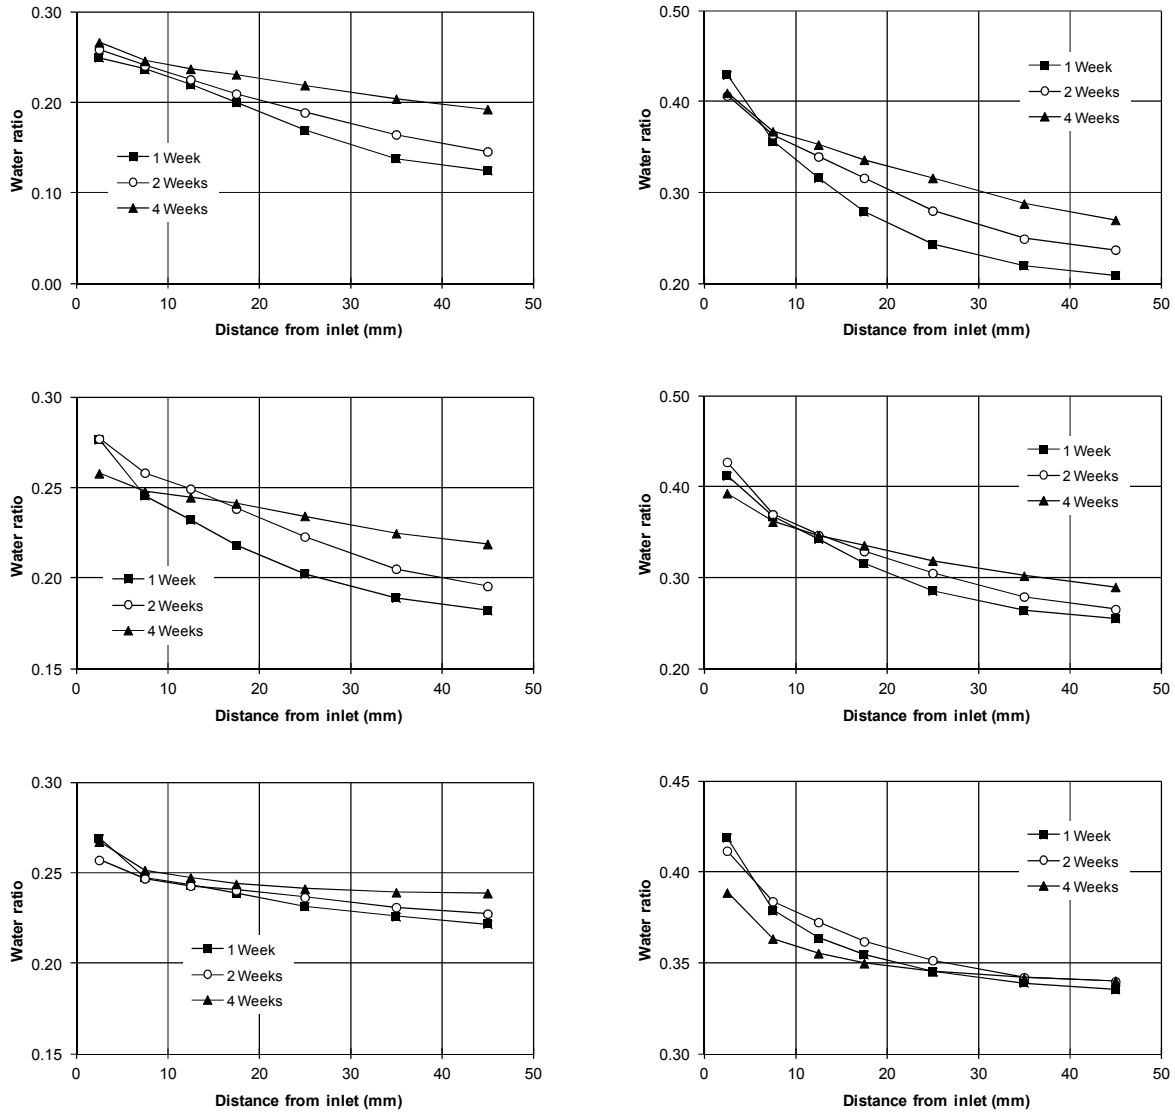 0.30
0.20
0.10
0.00
Water ratio
1 Week
2 Weeks
4 Weeks
0 10 20 30 40 50
Distance from inlet (mm)
0.50
0.40
0.30
0.20
Water ratio
1 Week
2 Weeks
4 Weeks
0 10 20 30 40 50
Distance from inlet (mm)
0.30
0.25
0.20
0.15
Water ratio
1 Week
2 Weeks
4 Weeks
0 10 20 30 40 50
Distance from inlet (mm)
0.50
0.40
0.30
0.20
Water ratio
1 Week
2 Weeks
4 Weeks
0 10 20 30 40 50
Distance from inlet (mm)
0.30
0.25
0.20
0.15
Water ratio
1 Week
2 Weeks
4 Weeks
0 10 20 30 40 50
Distance from inlet (mm)
0.45
0.40
0.35
0.30
Water ratio
1 Week
2 Weeks
4 Weeks
0 10 20 30 40 50
Distance from inlet (mm)